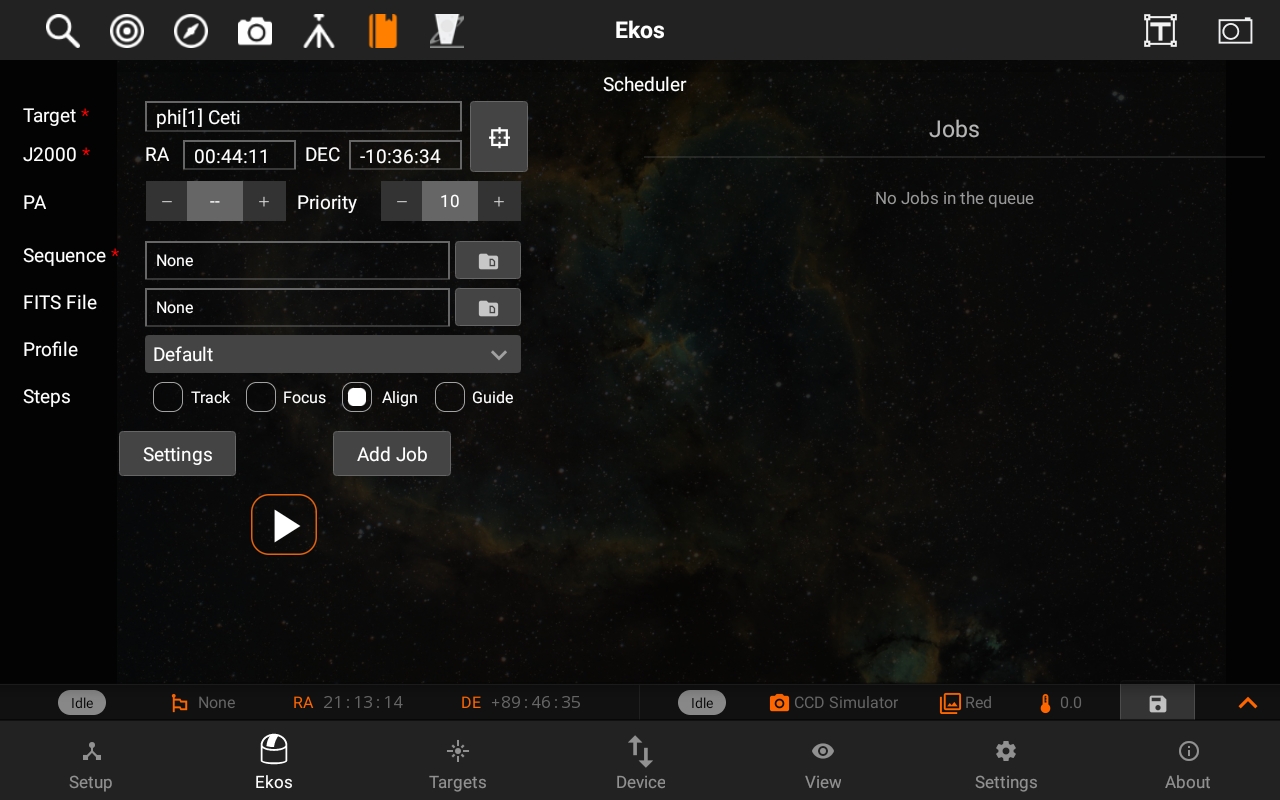 Ekos
Scheduler
Target *
phi[1] Ceti
J2000 *
RA 00:44:11 DEC -10:36:34
PA − -- + Priority − 10 +
Sequence *
None
FITS File
None
Profile
Default
Steps
Track Focus Align Guide
Settings Add Job
Jobs
No Jobs in the queue
Idle None RA 21:13:14 DE +89:46:35 Idle CCD Simulator Red 0.0
Setup Ekos Targets Device View Settings About